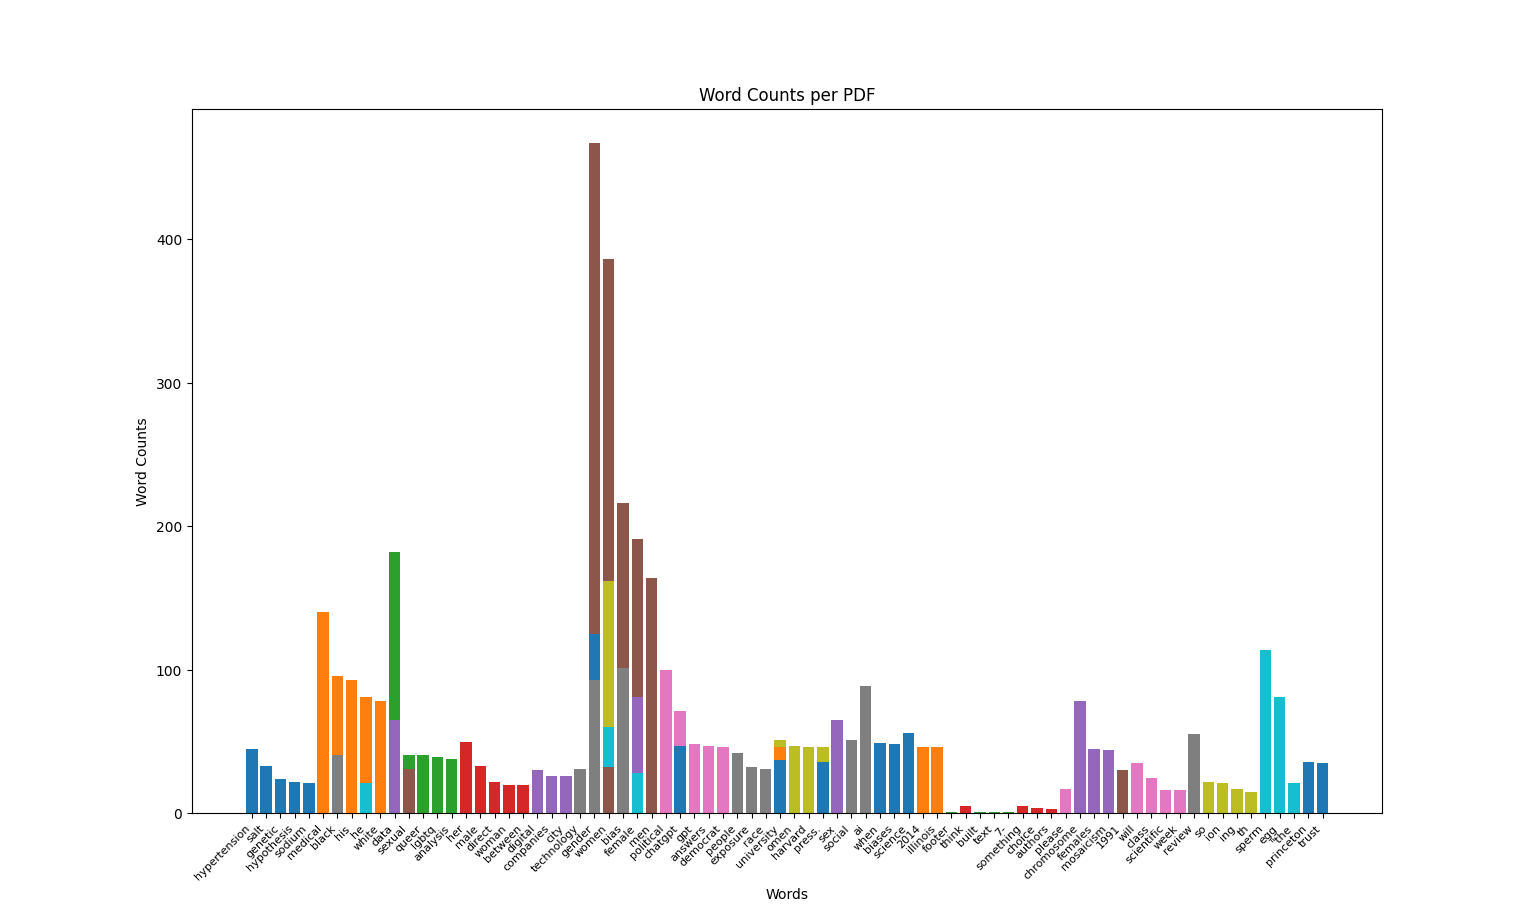 Word Counts per PDF
400
300
200
100
0
Word Counts
hypertension
salt
genetic
hypothesis
sodium
medical
black
his
he
white
data
sexual
queer
lgbtq
analysis
her
male
direct
woman
between
digital
companies
city
technology
gender
women
bias
female
men
political
chatgpt
gpt
answers
democrat
people
exposure
race
university
omen
harvard
press.
sex
social
ai
when
biases
science
2014
illinois
footer
think
built
text
7-
something
choice
authors
please
chromosome
females
mosaicism
1991
will
class
scientific
week
review
so
ion
ing
th
sperm
egg
"the
princeton
trust
Words